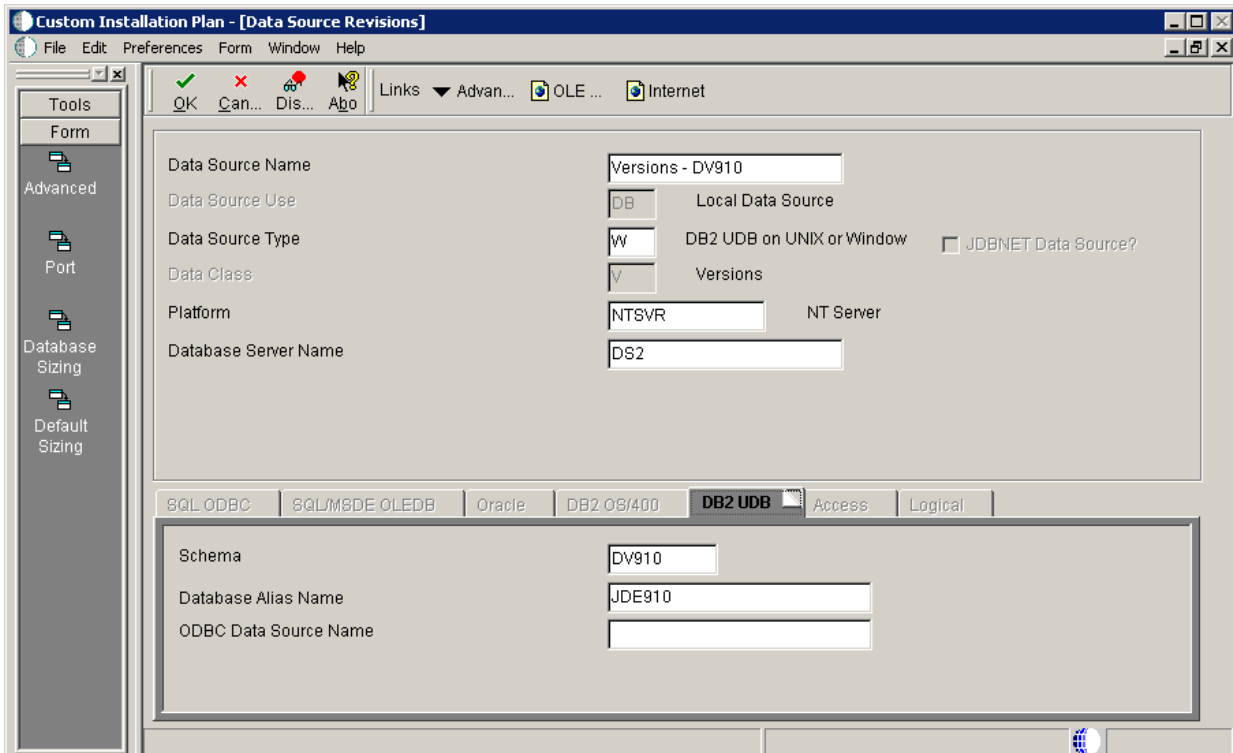 Custom Installation Plan - [Data Source Revisions]
File Edit Preferences Form Window Help
OK Can... Dis... Abo Links Advan... OLE ... Internet
Tools
Form
Advanced
Port
Database
Sizing
Default
Sizing
Data Source Name Versions - DV910
Data Source Use DB Local Data Source
Data Source Type W DB2 UDB on UNIX or Window JDBNET Data Source?
Data Class V Versions
Platform NTSVR NT Server
Database Server Name DS2
SQL ODBC SQL/MSDE OLEDB Oracle DB2 OS/400 DB2 UDB Access Logical
Schema DV910
Database Alias Name JDE910
ODBC Data Source Name